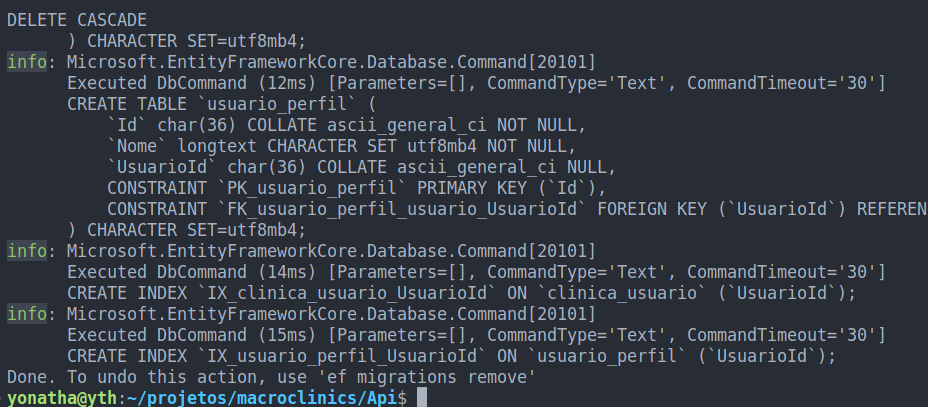 DELETE CASCADE
) CHARACTER SET=utf8mb4;
info: Microsoft.EntityFrameworkCore.Database.Command[20101]
Executed DbCommand (12ms) [Parameters=[], CommandType='Text', CommandTimeout='30']
CREATE TABLE `usuario_perfil` (
`Id` char(36) COLLATE ascii_general_ci NOT NULL,
`Nome` longtext CHARACTER SET utf8mb4 NOT NULL,
`UsuarioId` char(36) COLLATE ascii_general_ci NULL,
CONSTRAINT `PK_usuario_perfil` PRIMARY KEY (`Id`),
CONSTRAINT `FK_usuario_perfil_usuario_UsuarioId` FOREIGN KEY (`UsuarioId`) REFEREN
) CHARACTER SET=utf8mb4;
info: Microsoft.EntityFrameworkCore.Database.Command[20101]
Executed DbCommand (14ms) [Parameters=[], CommandType='Text', CommandTimeout='30']
CREATE INDEX `IX_clinica_usuario_UsuarioId` ON `clinica_usuario` (`UsuarioId`);
info: Microsoft.EntityFrameworkCore.Database.Command[20101]
Executed DbCommand (15ms) [Parameters=[], CommandType='Text', CommandTimeout='30']
CREATE INDEX `IX_usuario_perfil_UsuarioId` ON `usuario_perfil` (`UsuarioId`);
Done. To undo this action, use 'ef migrations remove'
yonatha@yth:~/projetos/macroclinics/Api$